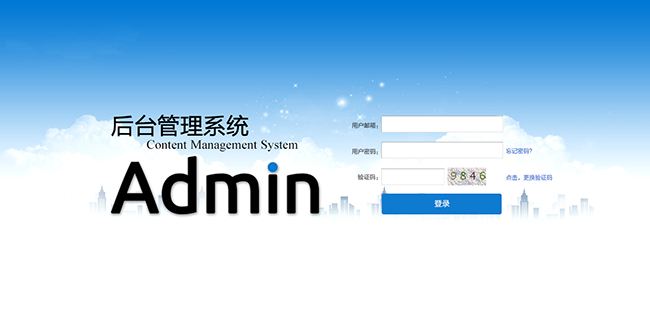 后台管理系统
Content Management System
Admin
用户邮箱:
用户密码: 忘记密码?
验证码: 9846 点击,更换验证码
登录